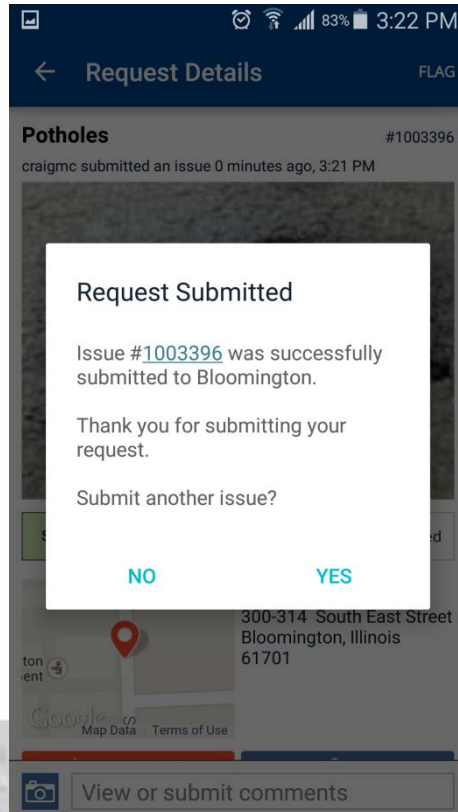 83% 3:22 PM
Request Details FLAG
Potholes #1003396
craigmc submitted an issue 0 minutes ago, 3:21 PM
Request Submitted
Issue #1003396 was successfully
submitted to Bloomington.
Thank you for submitting your
request.
Submit another issue?
NO YES
300-314 South East Street
Bloomington, Illinois
61701
Google
Map Data Terms of Use
View or submit comments